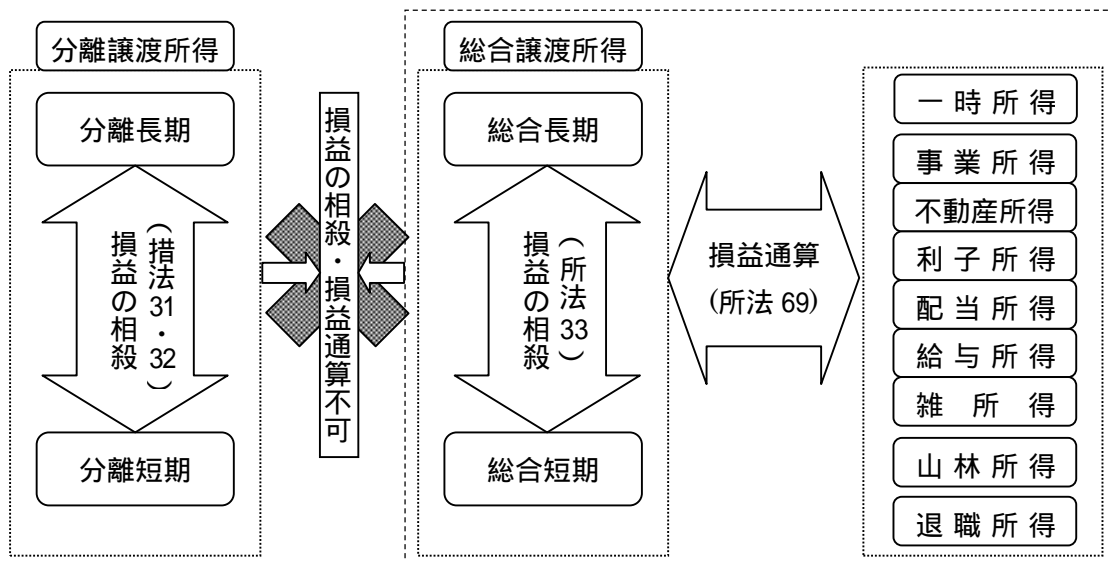 分離譲渡所得
分離長期
損益の相殺
（措法31・32）
分離短期
損益の相殺・損益通算不可
総合譲渡所得
総合長期
損益の相殺
（所法33）
総合短期
損益通算
(所法 69)
一 時 所 得
事 業 所 得
不動産所得
利 子 所 得
配 当 所 得
給 与 所 得
雑 所 得
山 林 所 得
退 職 所 得